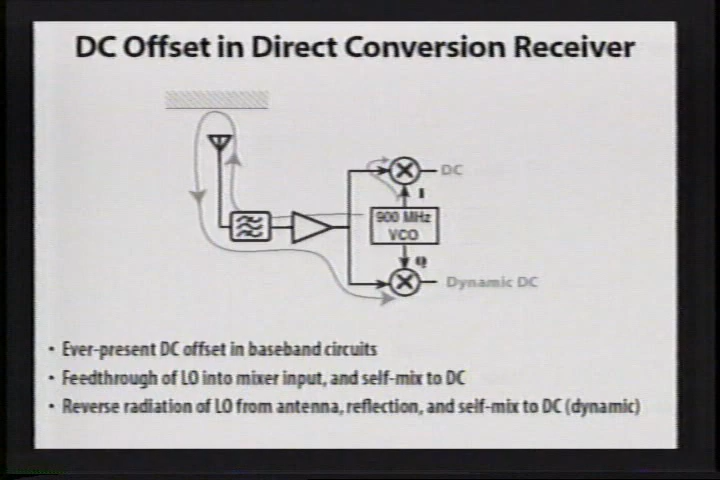 DC Offset in Direct Conversion Receiver
DC
I
900 MHz
VCO
Q
Dynamic DC
• Ever-present DC offset in baseband circuits
• Feedthrough of LO into mixer input, and self-mix to DC
• Reverse radiation of LO from antenna, reflection, and self-mix to DC (dynamic)